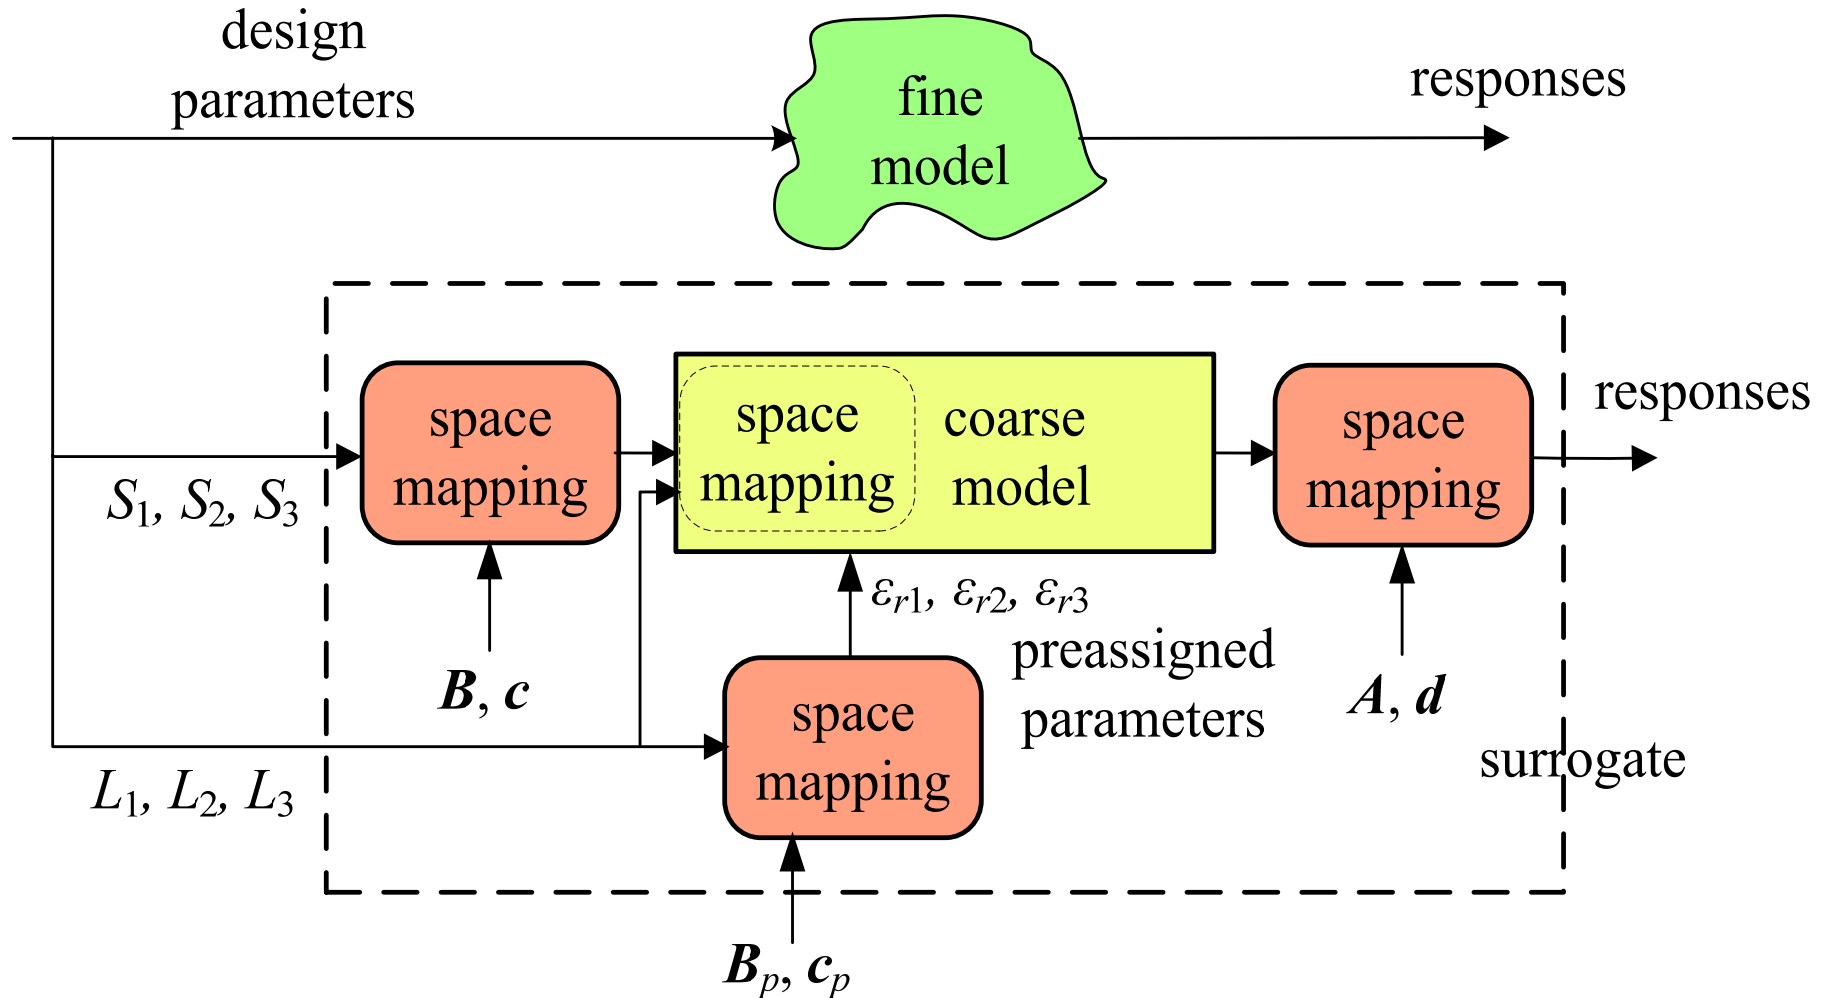 design
parameters
fine
model
responses
space
mapping
space
mapping
coarse
model
space
mapping
responses
S₁, S₂, S₃
εᵣ₁, εᵣ₂, εᵣ₃
preassigned
parameters
B, c
A, d
space
mapping
surrogate
L₁, L₂, L₃
Bₚ, cₚ